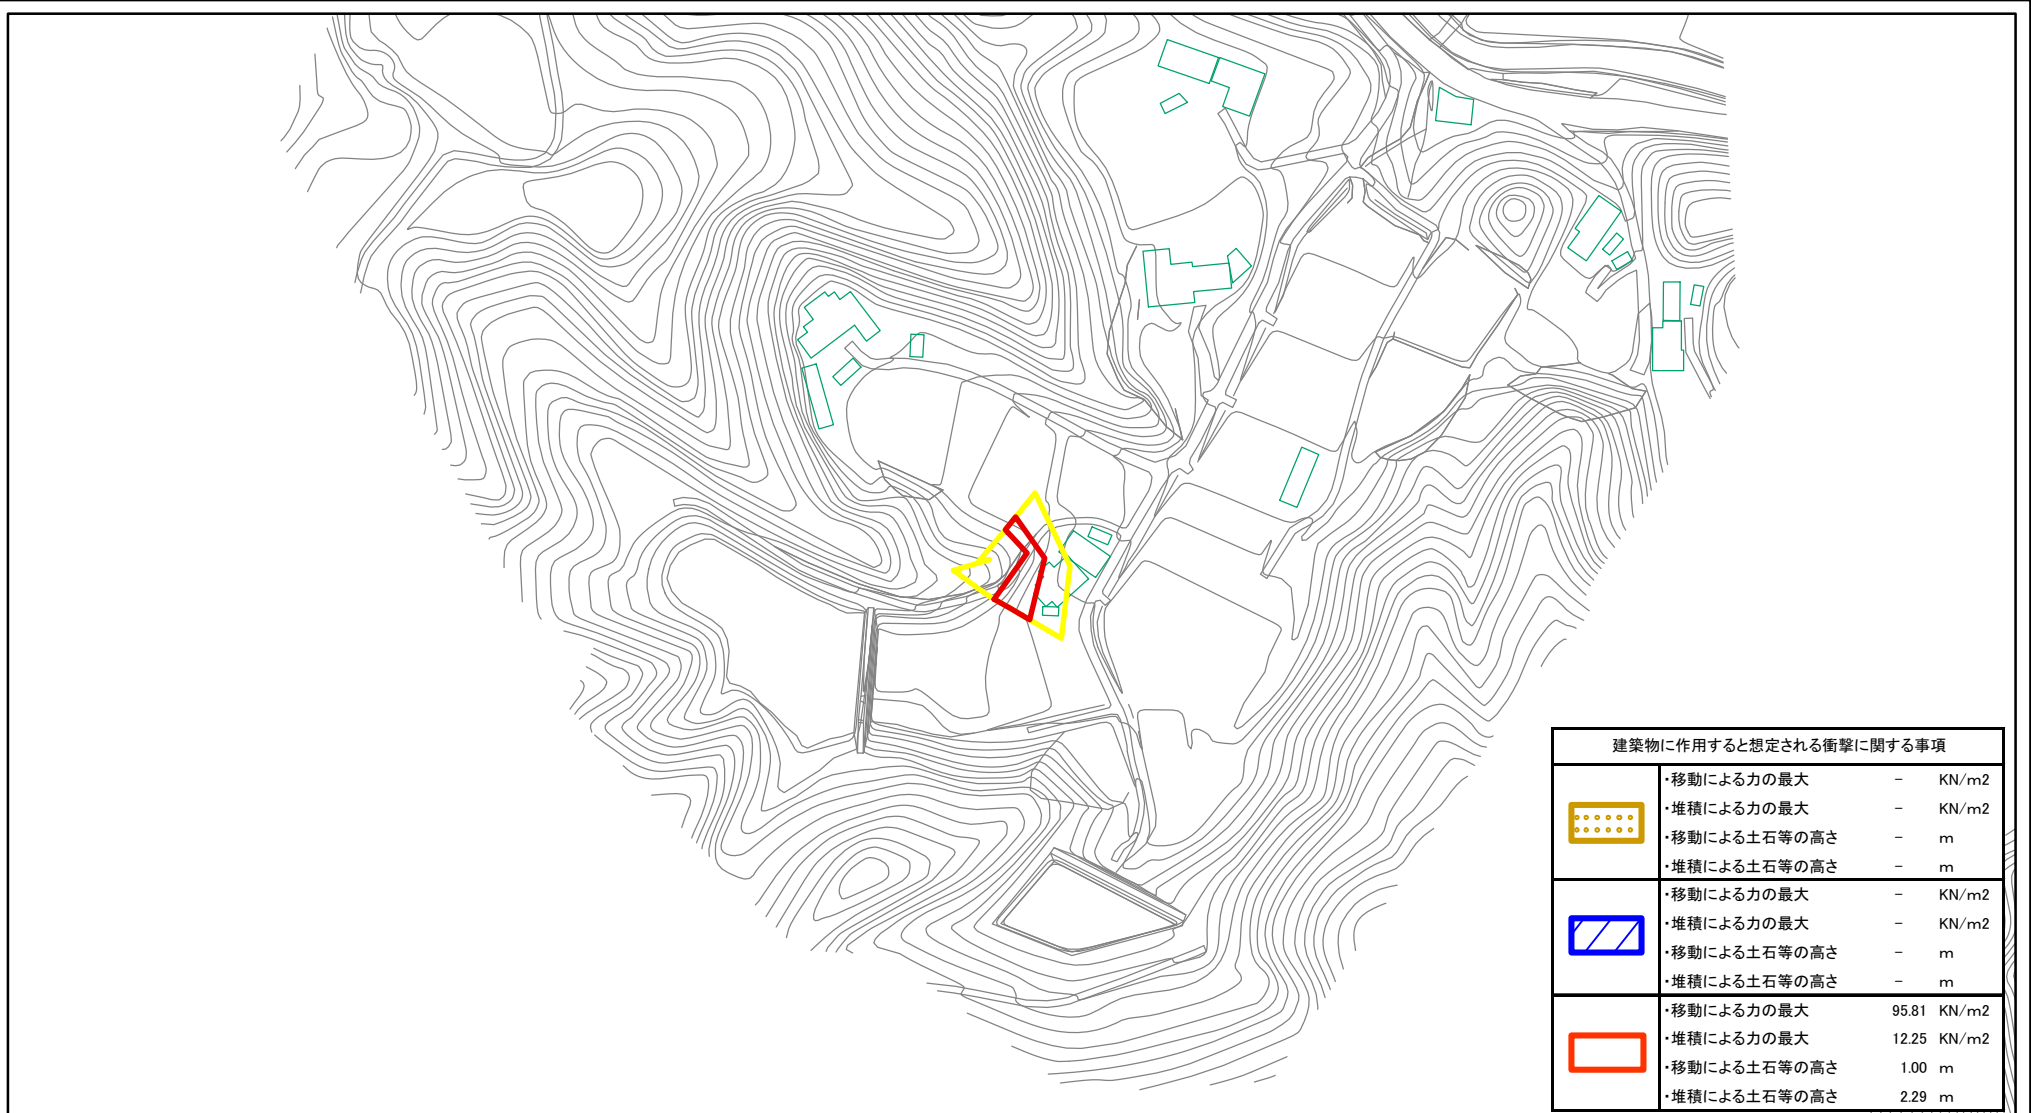 建築物に作用すると想定される衝撃に関する事項
・移動による力の最大 - KN/m2
・堆積による力の最大 - KN/m2
・移動による土石等の高さ - m
・堆積による土石等の高さ - m
・移動による力の最大 - KN/m2
・堆積による力の最大 - KN/m2
・移動による土石等の高さ - m
・堆積による土石等の高さ - m
・移動による力の最大 95.81 KN/m2
・堆積による力の最大 12.25 KN/m2
・移動による土石等の高さ 1.00 m
・堆積による土石等の高さ 2.29 m